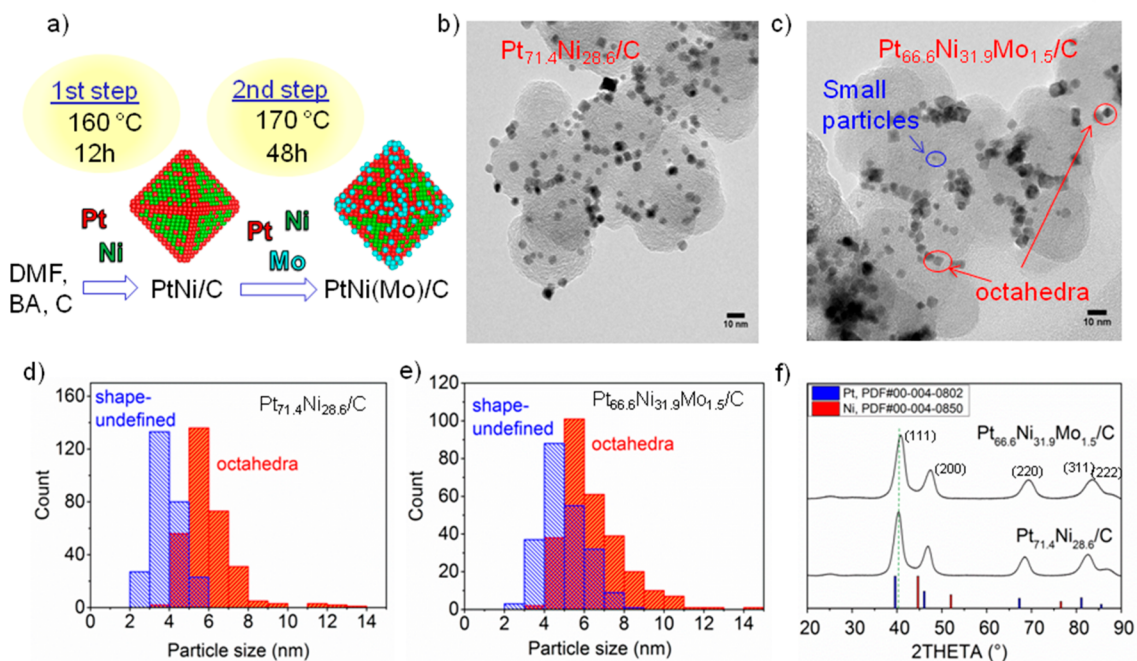 a)
1st step
160 °C
12h
2nd step
170 °C
48h
Pt
Ni
Pt Ni
Mo
DMF,
BA, C
PtNi/C
PtNi(Mo)/C
b)
Pt71.4Ni28.6/C
10 nm
c)
Pt66.6Ni31.9Mo1.5/C
Small
particles
octahedra
10 nm
d)
shape-
undefined
Pt71.4Ni28.6/C
octahedra
Count
160
120
80
40
0
0 2 4 6 8 10 12 14
Particle size (nm)
e)
shape-
undefined
Pt66.6Ni31.9Mo1.5/C
octahedra
Count
120
100
80
60
40
20
0
0 2 4 6 8 10 12 14
Particle size (nm)
f)
Pt, PDF#00-004-0802
Ni, PDF#00-004-0850
Pt66.6Ni31.9Mo1.5/C
(111)
(200)
(220)
(311)
(222)
Pt71.4Ni28.6/C
20 30 40 50 60 70 80 90
2THETA (°)